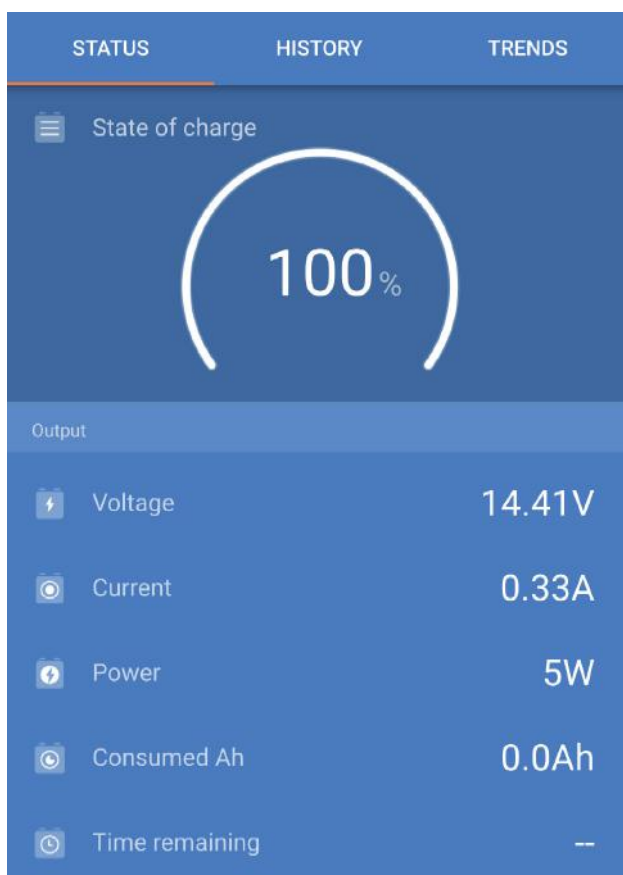 STATUS HISTORY TRENDS
State of charge
100 %
Output
Voltage 14.41V
Current 0.33A
Power 5W
Consumed Ah 0.0Ah
Time remaining --